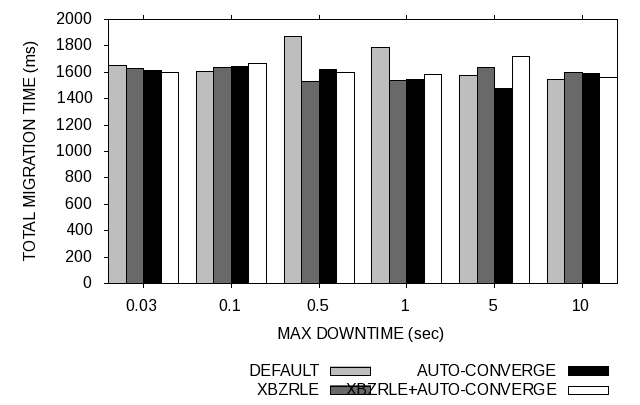 2000
1800
1600
1400
1200
1000
800
600
400
200
0
TOTAL MIGRATION TIME (ms)
0.03 0.1 0.5 1 5 10
MAX DOWNTIME (sec)
DEFAULT AUTO-CONVERGE
XBZRLE XBZRLE+AUTO-CONVERGE